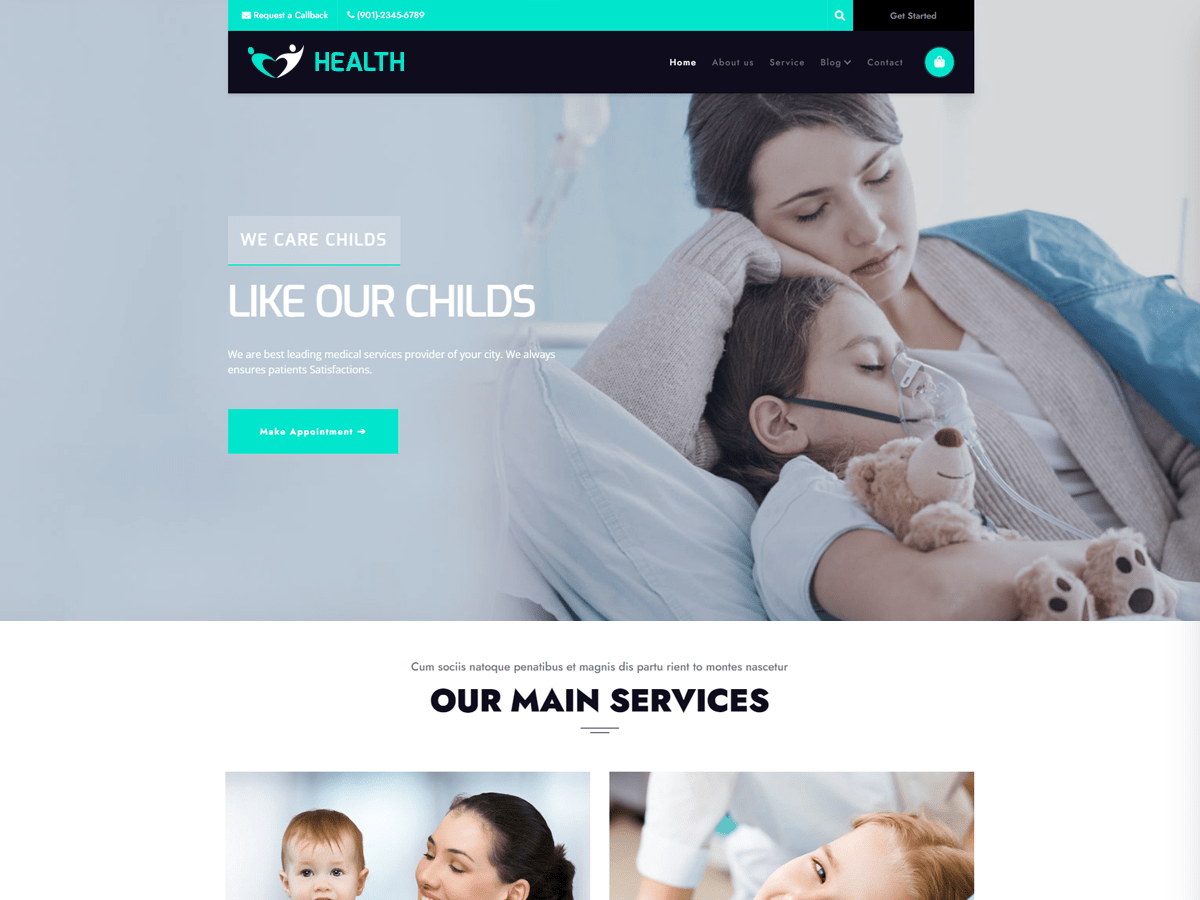 Request a Callback
(901)-2345-6789
Get Started
HEALTH
Home
About us
Service
Blog
Contact
WE CARE CHILDS
LIKE OUR CHILDS
We are best leading medical services provider of your city. We always
ensures patients Satisfactions.
Make Appointment ➔
Cum sociis natoque penatibus et magnis dis partu rient to montes nascetur
OUR MAIN SERVICES